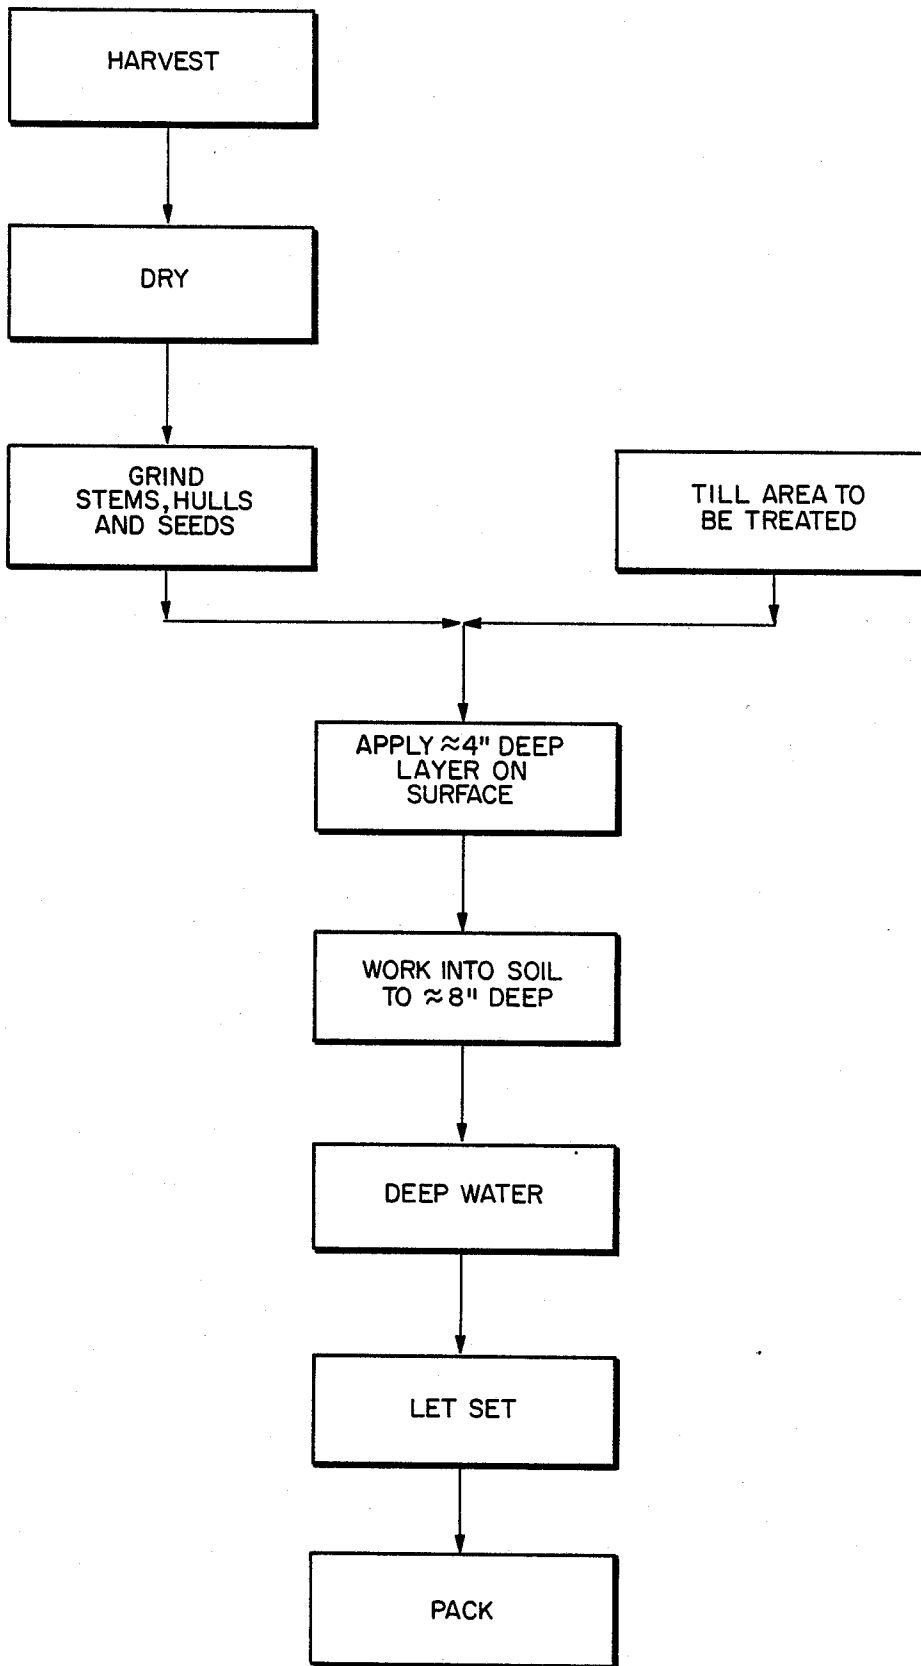 HARVEST
DRY
GRIND
STEMS, HULLS
AND SEEDS
TILL AREA TO
BE TREATED
APPLY ≈4" DEEP
LAYER ON
SURFACE
WORK INTO SOIL
TO ≈8" DEEP
DEEP WATER
LET SET
PACK